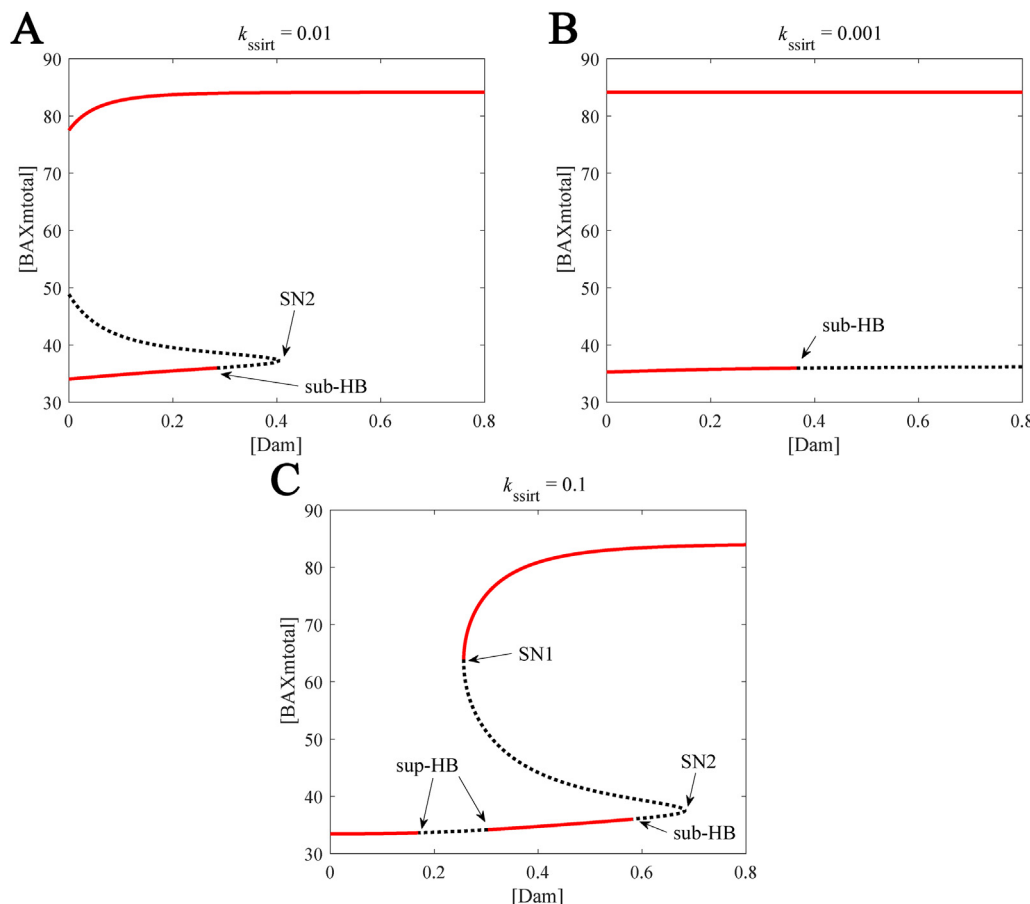 A
k_ssirt = 0.01
90
80
70
60
50
40
30
[BAXmtotal]
SN2
sub-HB
0 0.2 0.4 0.6 0.8
[Dam]
B
k_ssirt = 0.001
90
80
70
60
50
40
30
[BAXmtotal]
sub-HB
0 0.2 0.4 0.6 0.8
[Dam]
C
k_ssirt = 0.1
90
80
70
60
50
40
30
[BAXmtotal]
SN1
sup-HB
SN2
sub-HB
0 0.2 0.4 0.6 0.8
[Dam]